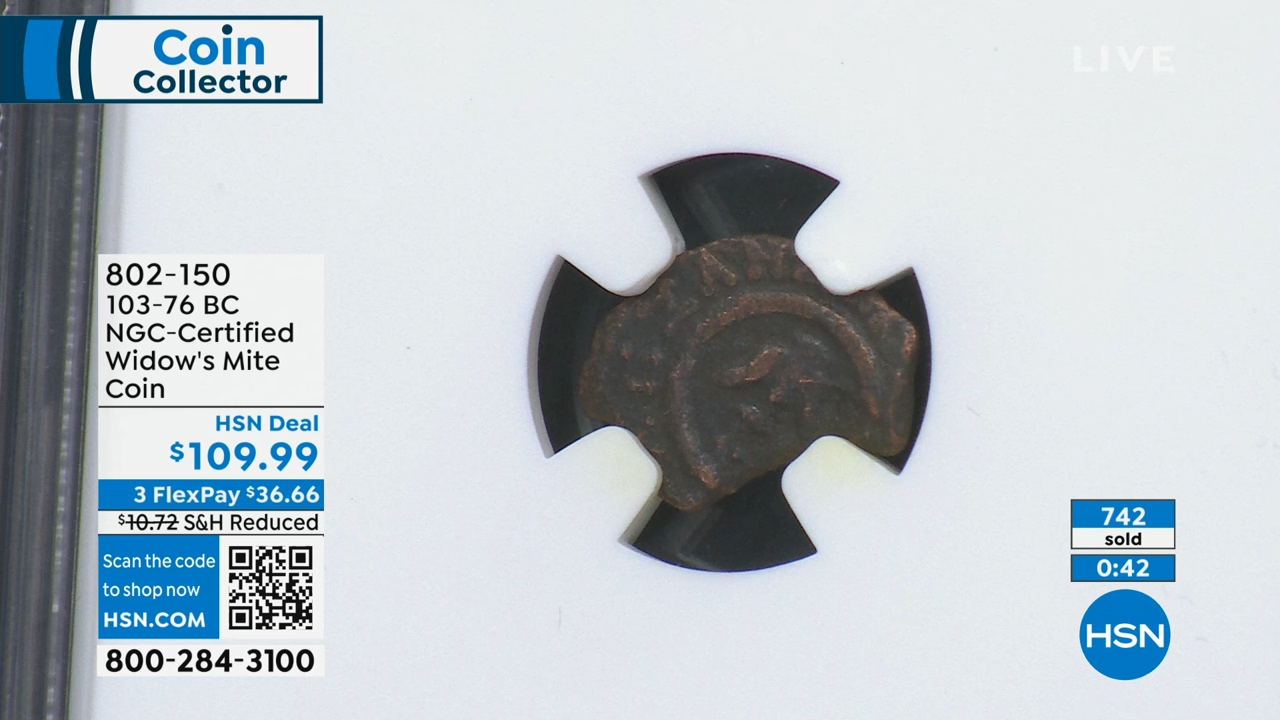 Coin
Collector
LIVE
802-150
103-76 BC
NGC-Certified
Widow's Mite
Coin
HSN Deal
$109.99
3 FlexPay $36.66
$10.72 S&H Reduced
Scan the code
to shop now
HSN.COM
800-284-3100
742
sold
0:42
HSN